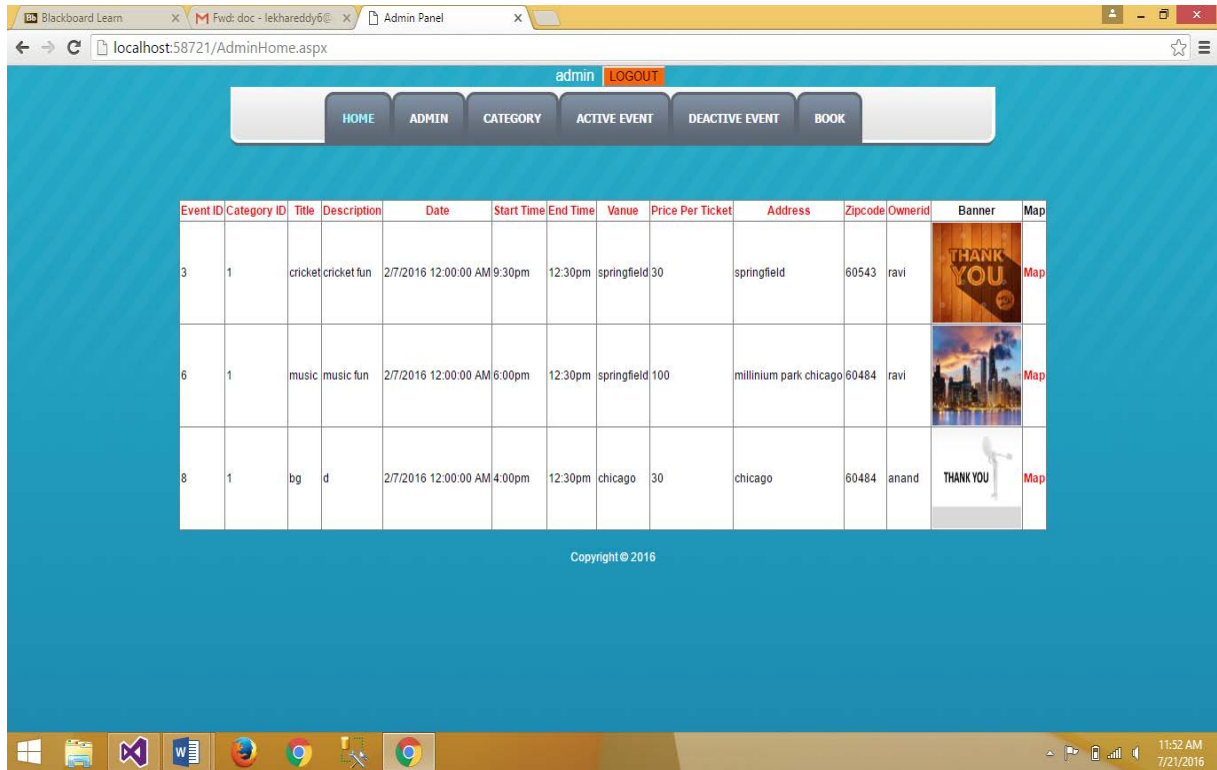 Blackboard Learn
Fwd: doc - lekhareddy6@
Admin Panel
localhost:58721/AdminHome.aspx
admin LOGOUT
HOME ADMIN CATEGORY ACTIVE EVENT DEACTIVE EVENT BOOK
Event ID Category ID Title Description Date Start Time End Time Vanue Price Per Ticket Address Zipcode Ownerid Banner Map
3 1 cricket cricket fun 2/7/2016 12:00:00 AM 9:30pm 12:30pm springfield 30 springfield 60543 ravi THANK YOU Map
6 1 music music fun 2/7/2016 12:00:00 AM 6:00pm 12:30pm springfield 100 millinium park chicago 60484 ravi Map
8 1 bg d 2/7/2016 12:00:00 AM 4:00pm 12:30pm chicago 30 chicago 60484 anand THANK YOU Map
Copyright © 2016
11:52 AM
7/21/2016